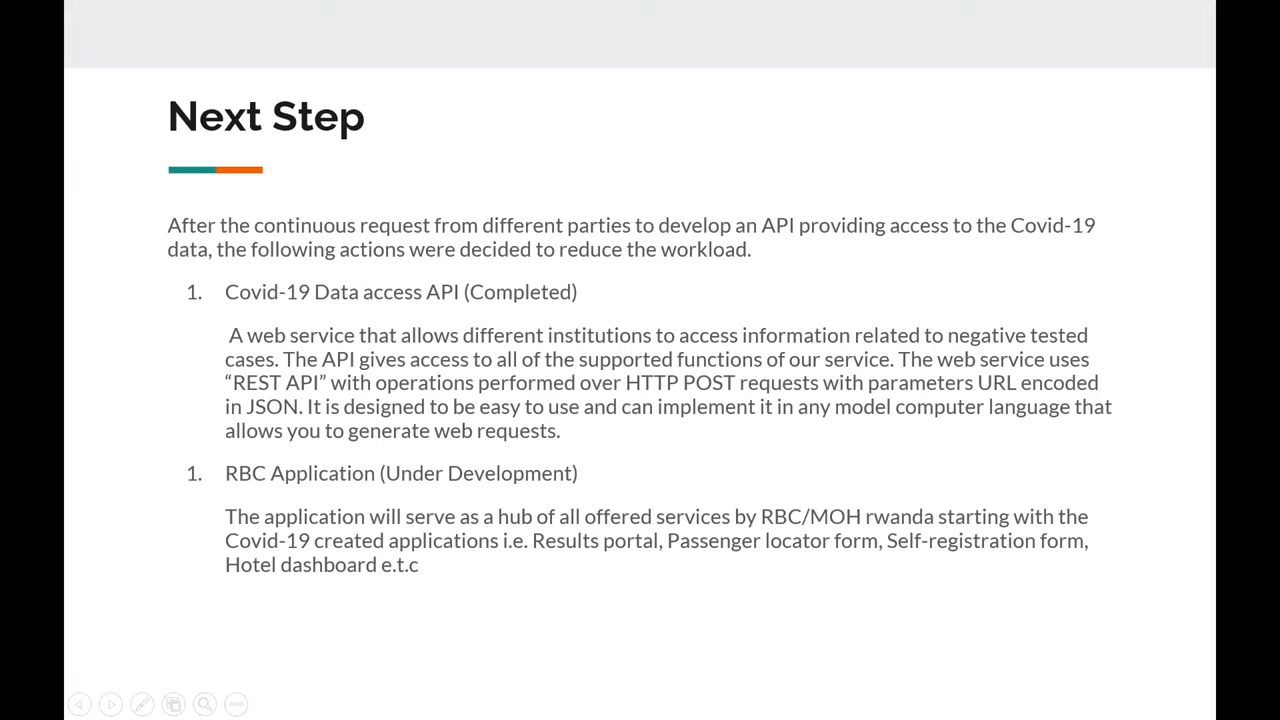 Next Step
After the continuous request from different parties to develop an API providing access to the Covid-19
data, the following actions were decided to reduce the workload.
1. Covid-19 Data access API (Completed)
A web service that allows different institutions to access information related to negative tested
cases. The API gives access to all of the supported functions of our service. The web service uses
“REST API” with operations performed over HTTP POST requests with parameters URL encoded
in JSON. It is designed to be easy to use and can implement it in any model computer language that
allows you to generate web requests.
1. RBC Application (Under Development)
The application will serve as a hub of all offered services by RBC/MOH rwanda starting with the
Covid-19 created applications i.e. Results portal, Passenger locator form, Self-registration form,
Hotel dashboard e.t.c